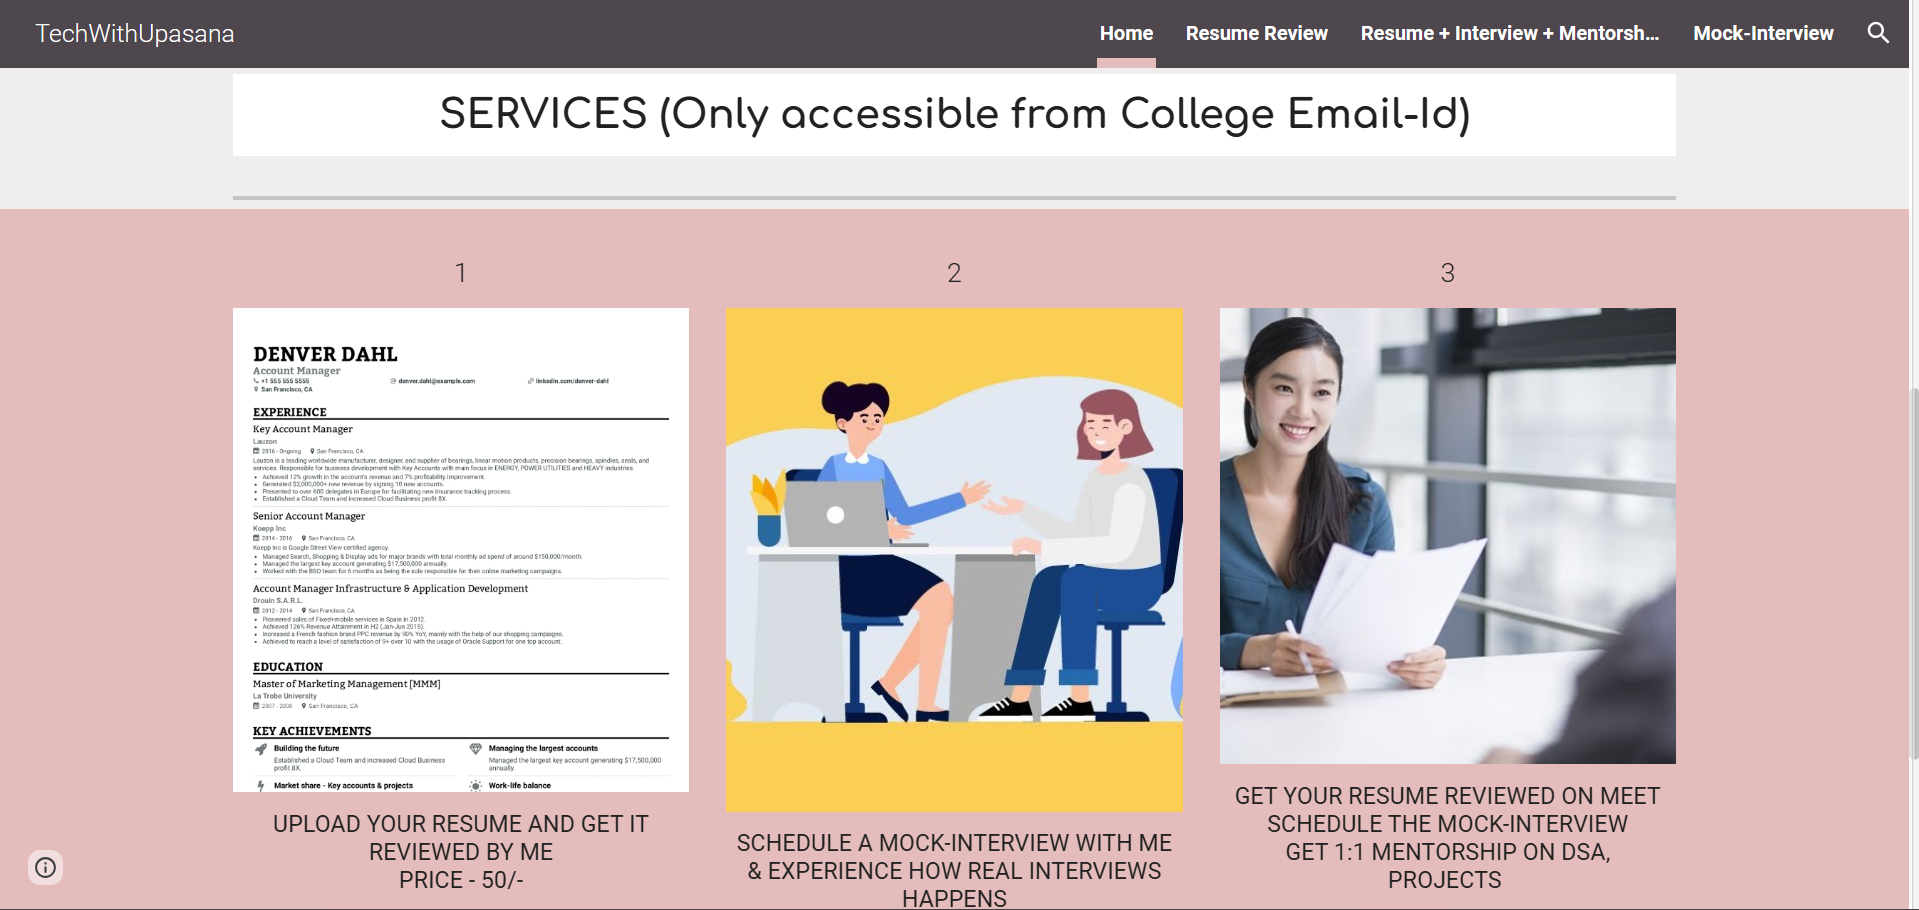 TechWithUpasana
Home
Resume Review
Resume + Interview + Mentorsh...
Mock-Interview
SERVICES (Only accessible from College Email-Id)
1
DENVER DAHL
Account Manager
+1 555 555 5555
denver.dahl@example.com
linkedin.com/denver-dahl
San Francisco, CA
EXPERIENCE
Key Account Manager
Lauzon
2016 - Ongoing San Francisco, CA
Lauzon is a leading worldwide manufacturer, designer, and supplier of bearings, linear motion products, precision bearings, spindles, seals, and
services. Responsible for business development with Key Accounts with main focus in ENERGY, POWER UTILITIES and HEAVY industries.
• Achieved 12% growth in the account's revenue and 7% profitability improvement.
• Generated $2,000,000+ new revenue by signing 10 new accounts.
• Presented to over 600 delegates in Europe for facilitating new insurance tracking process.
• Established a Cloud Team and increased Cloud Business profit 8X.
Senior Account Manager
Koepp Inc
2014 - 2016 San Francisco, CA
Koepp Inc is Google Street View certified agency.
• Managed Search, Shopping & Display ads for major brands with total monthly ad spend of around $150,000/month.
• Managed the largest key account generating $17,500,000 annually.
• Worked with the BSO team for 6 months as being the sole responsible for their online marketing campaigns.
Account Manager Infrastructure & Application Development
Drouin S.A.R.L.
2012 - 2014 San Francisco, CA
• Pioneered sales of Fixed+mobile services in Spain in 2012.
• Achieved 126% Revenue Attainment in H2 (Jan-Jun 2015).
• Increased a French fashion brand PPC revenue by 90% YoY, mainly with the help of our shopping campaigns.
• Achieved to reach a level of satisfaction of 9+ over 10 with the usage of Oracle Support for one top account.
EDUCATION
Master of Marketing Management [MMM]
La Trobe University
2007 - 2008 San Francisco, CA
KEY ACHIEVEMENTS
Building the future
Established a Cloud Team and increased Cloud Business
profit 8X.
Managing the largest accounts
Managed the largest key account generating $17,500,000
annually.
Market share - Key accounts & projects
Work-life balance
UPLOAD YOUR RESUME AND GET IT
REVIEWED BY ME
PRICE - 50/-
2
SCHEDULE A MOCK-INTERVIEW WITH ME
& EXPERIENCE HOW REAL INTERVIEWS
HAPPENS
3
GET YOUR RESUME REVIEWED ON MEET
SCHEDULE THE MOCK-INTERVIEW
GET 1:1 MENTORSHIP ON DSA,
PROJECTS